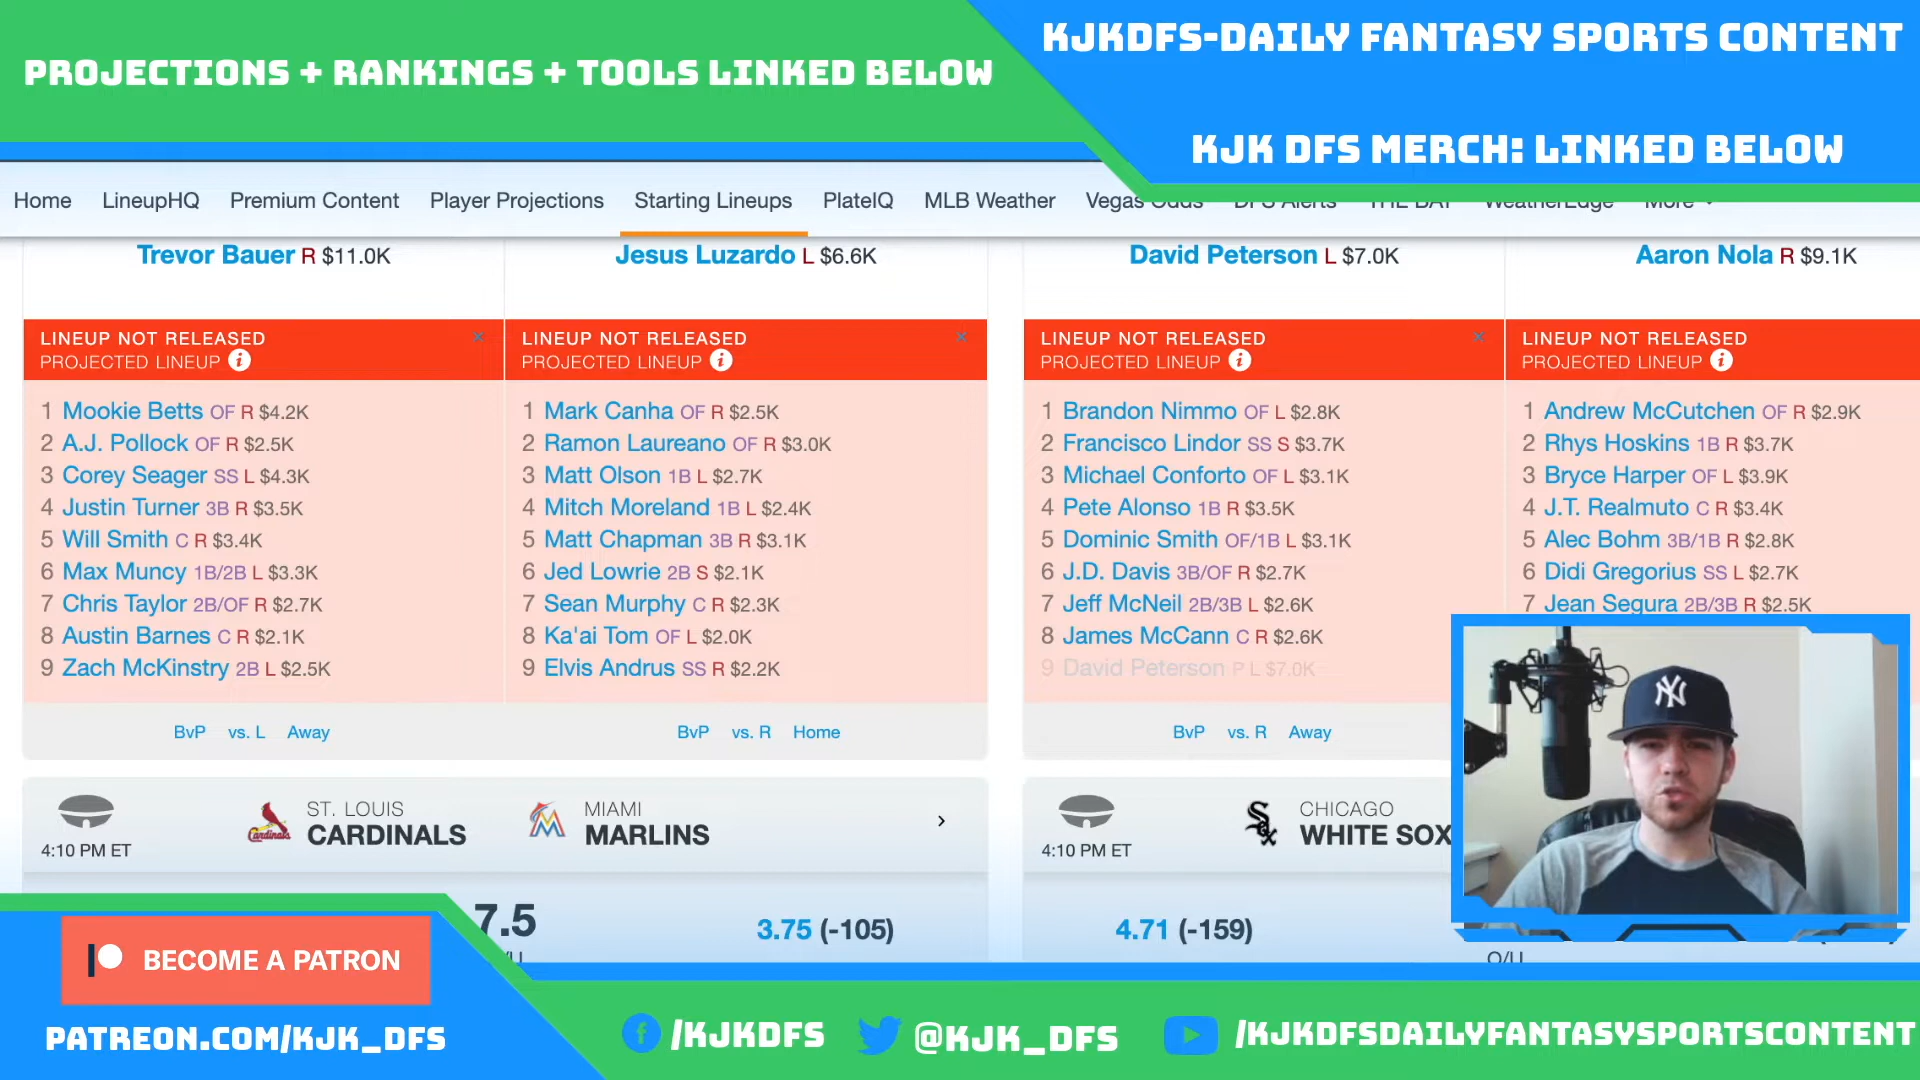 PROJECTIONS + RANKINGS + TOOLS LINKED BELOW
KJKDFS-DAILY FANTASY SPORTS CONTENT
KJK DFS MERCH: LINKED BELOW
Home LineupHQ Premium Content Player Projections Starting Lineups PlateIQ MLB Weather Vegas Odds DFS Alerts THE BAT WeatherEdge More
Trevor Bauer R $11.0K
Jesus Luzardo L $6.6K
David Peterson L $7.0K
Aaron Nola R $9.1K
LINEUP NOT RELEASED
PROJECTED LINEUP
1 Mookie Betts OF R $4.2K
2 A.J. Pollock OF R $2.5K
3 Corey Seager SS L $4.3K
4 Justin Turner 3B R $3.5K
5 Will Smith C R $3.4K
6 Max Muncy 1B/2B L $3.3K
7 Chris Taylor 2B/OF R $2.7K
8 Austin Barnes C R $2.1K
9 Zach McKinstry 2B L $2.5K
BvP vs. L Away
LINEUP NOT RELEASED
PROJECTED LINEUP
1 Mark Canha OF R $2.5K
2 Ramon Laureano OF R $3.0K
3 Matt Olson 1B L $2.7K
4 Mitch Moreland 1B L $2.4K
5 Matt Chapman 3B R $3.1K
6 Jed Lowrie 2B S $2.1K
7 Sean Murphy C R $2.3K
8 Ka'ai Tom OF L $2.0K
9 Elvis Andrus SS R $2.2K
BvP vs. R Home
LINEUP NOT RELEASED
PROJECTED LINEUP
1 Brandon Nimmo OF L $2.8K
2 Francisco Lindor SS S $3.7K
3 Michael Conforto OF L $3.1K
4 Pete Alonso 1B R $3.5K
5 Dominic Smith OF/1B L $3.1K
6 J.D. Davis 3B/OF R $2.7K
7 Jeff McNeil 2B/3B L $2.6K
8 James McCann C R $2.6K
9 David Peterson P L $7.0K
BvP vs. R Away
LINEUP NOT RELEASED
PROJECTED LINEUP
1 Andrew McCutchen OF R $2.9K
2 Rhys Hoskins 1B R $3.7K
3 Bryce Harper OF L $3.9K
4 J.T. Realmuto C R $3.4K
5 Alec Bohm 3B/1B R $2.8K
6 Didi Gregorius SS L $2.7K
7 Jean Segura 2B/3B R $2.5K
4:10 PM ET
ST. LOUIS
CARDINALS
MIAMI
MARLINS
7.5
3.75 (-105)
4:10 PM ET
CHICAGO
WHITE SOX
4.71 (-159)
O/U
BECOME A PATRON
PATREON.COM/KJK_DFS
/KJKDFS
@KJK_DFS
/KJKDFSDAILYFANTASYSPORTSCONTENT